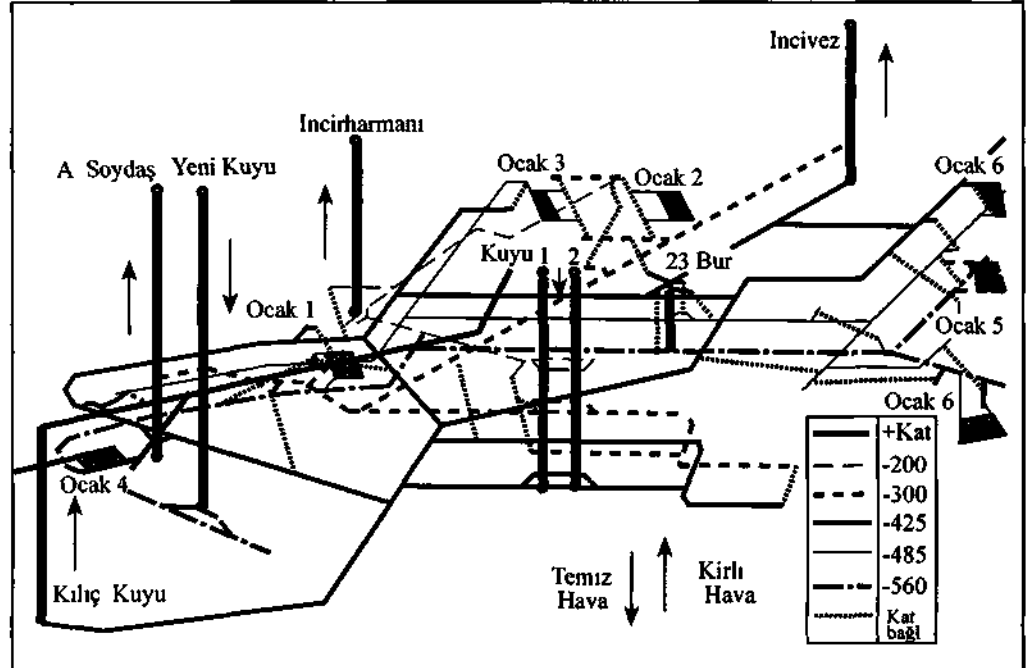 Incivez
Incirharmanı
A Soydaş
Yeni Kuyu
Ocak 3
Ocak 2
Ocak 6
Kuyu 1 2
23 Bur
Ocak 1
Ocak 5
Ocak 6
Ocak 4
Kılıç Kuyu
Temız
Hava
Kirlı
Hava
+Kat
-200
-300
-425
-485
-560
Kat
bağl